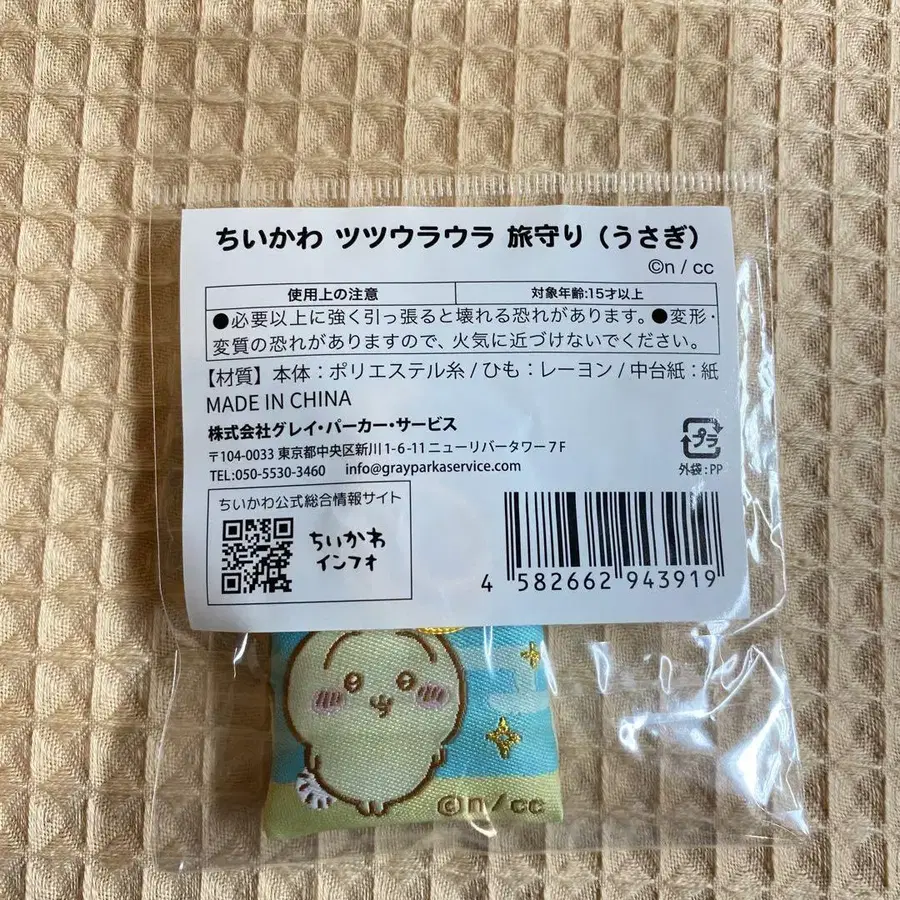 ちいかわ ツツウラウラ 旅守り（うさぎ）
©n / cc
使用上の注意
対象年齢:15才以上
●必要以上に強く引っ張ると壊れる恐れがあります。●変形・
変質の恐れがありますので、火気に近づけないでください。
【材質】本体：ポリエステル糸 / ひも：レーヨン / 中台紙：紙
MADE IN CHINA
株式会社グレイ・パーカー・サービス
〒104-0033 東京都中央区新川1-6-11 ニューリバータワー7F
TEL:050-5530-3460 info@grayparkaservice.com
プラ
外袋:PP
ちいかわ公式総合情報サイト
ちいかわ
インフォ
4 582662 943919
©n/cc